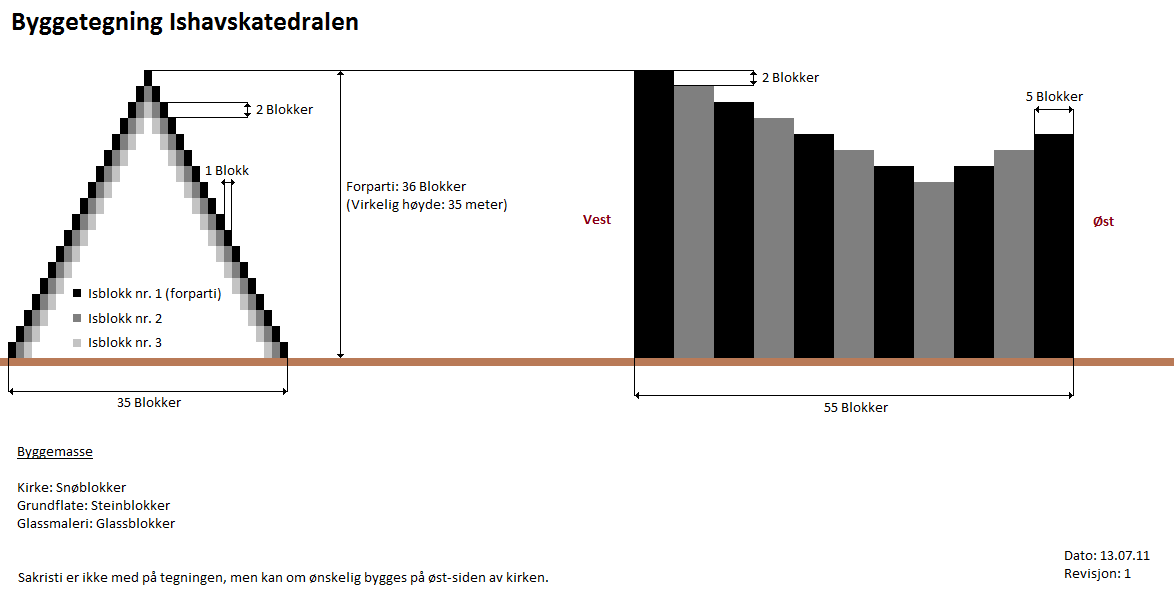 Byggetegning Ishavskatedralen
2 Blokker
2 Blokker
5 Blokker
1 Blokk
Forparti: 36 Blokker
(Virkelig høyde: 35 meter)
Vest
Øst
Isblokk nr. 1 (forparti)
Isblokk nr. 2
Isblokk nr. 3
35 Blokker
55 Blokker
Byggemasse
Kirke: Snøblokker
Grundflate: Steinblokker
Glassmaleri: Glassblokker
Sakristi er ikke med på tegningen, men kan om ønskelig bygges på øst-siden av kirken.
Dato: 13.07.11
Revisjon: 1